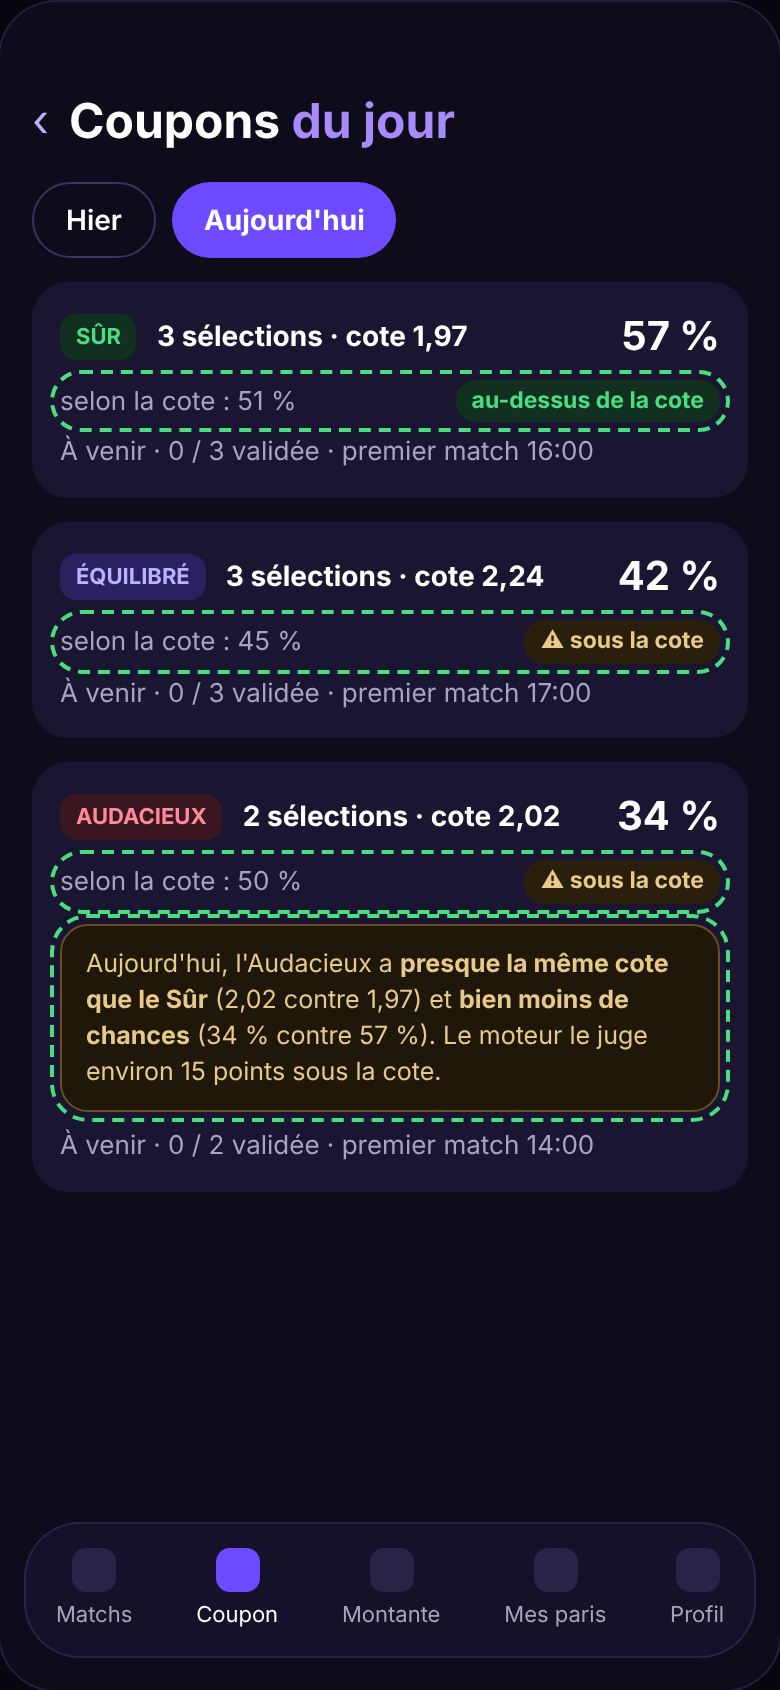 ‹ Coupons du jour
Hier
Aujourd'hui
SÛR 3 sélections · cote 1,97 57 %
selon la cote : 51 % au-dessus de la cote
À venir · 0 / 3 validée · premier match 16:00
ÉQUILIBRÉ 3 sélections · cote 2,24 42 %
selon la cote : 45 % ⚠ sous la cote
À venir · 0 / 3 validée · premier match 17:00
AUDACIEUX 2 sélections · cote 2,02 34 %
selon la cote : 50 % ⚠ sous la cote
Aujourd'hui, l'Audacieux a presque la même cote
que le Sûr (2,02 contre 1,97) et bien moins de
chances (34 % contre 57 %). Le moteur le juge
environ 15 points sous la cote.
À venir · 0 / 2 validée · premier match 14:00
Matchs
Coupon
Montante
Mes paris
Profil